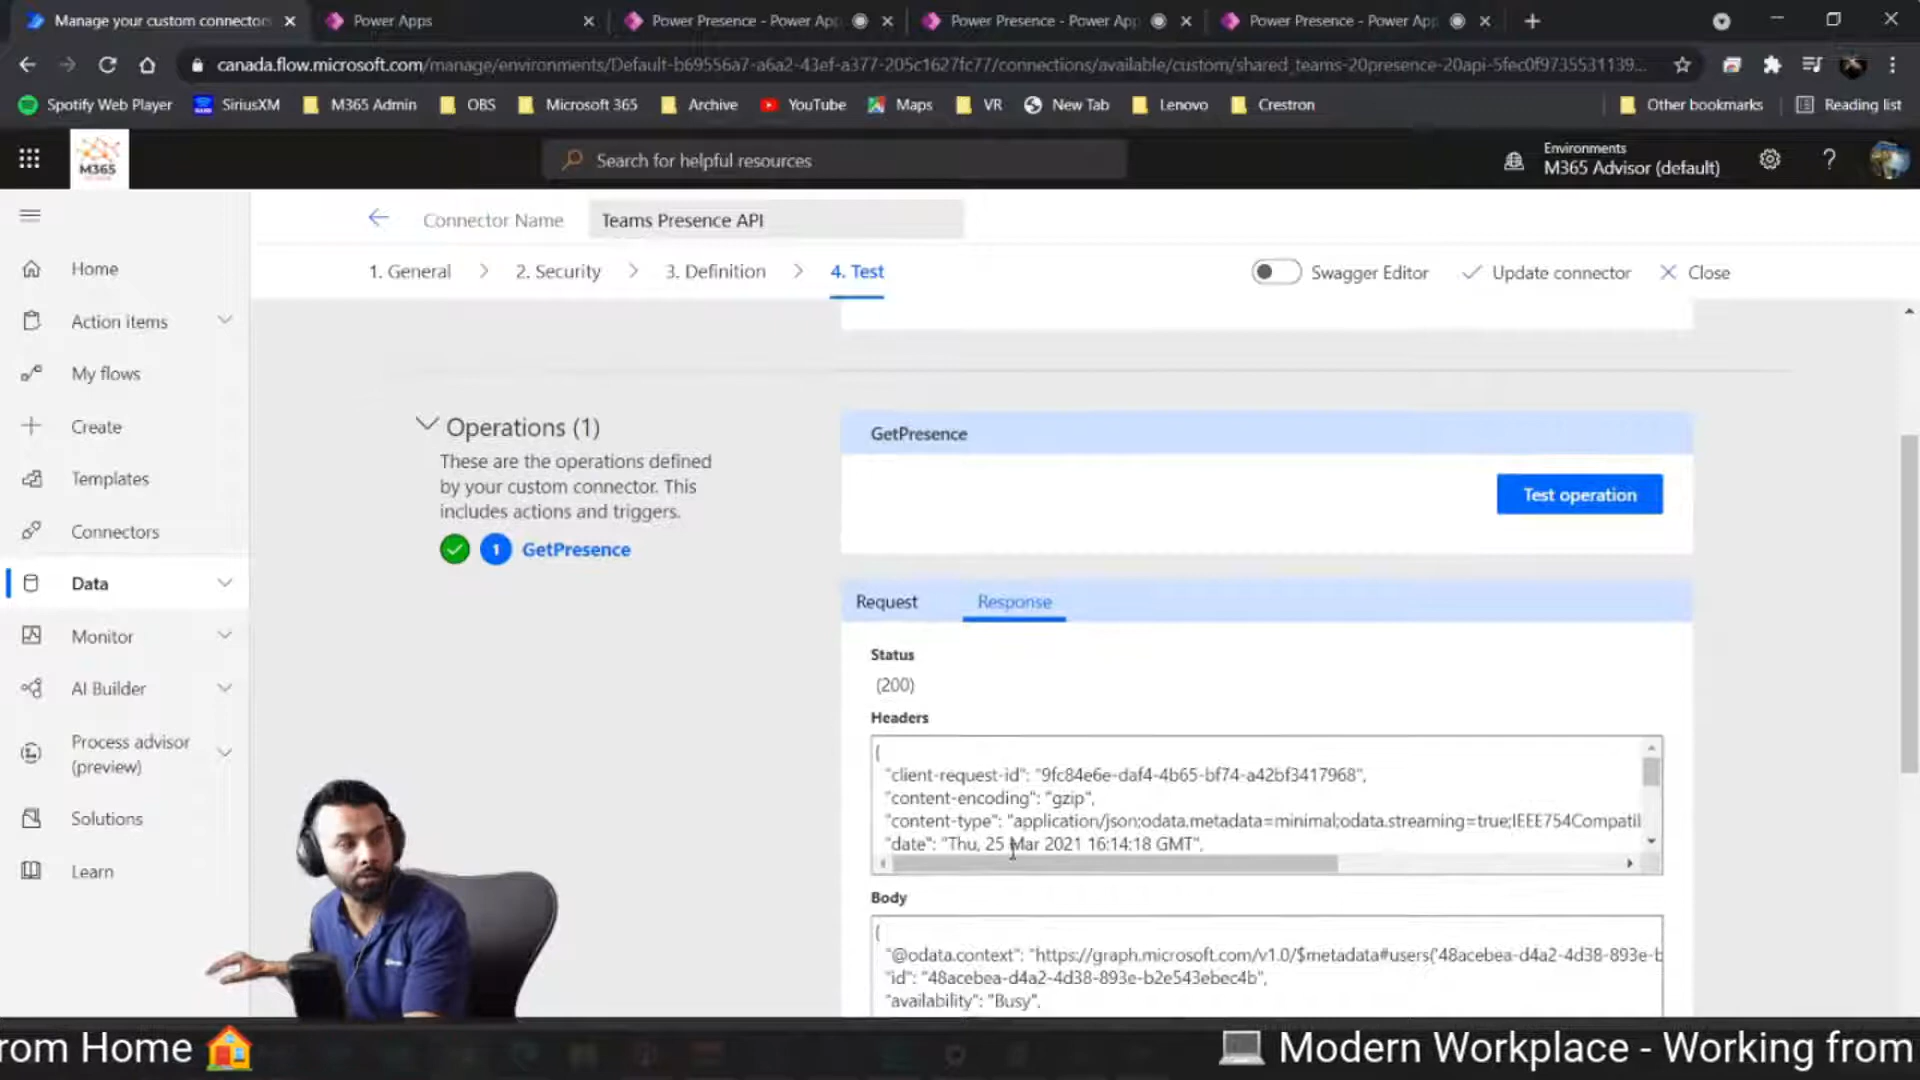 Manage your custom connectors
Power Apps
Power Presence - Power App
Power Presence - Power App
Power Presence - Power App
canada.flow.microsoft.com/manage/environments/Default-b69556a7-a6a2-43ef-a377-205c1627fc77/connections/available/custom/shared_teams-20presence-20api-5fec0f9735531139...
Spotify Web Player
SiriusXM
M365 Admin
OBS
Microsoft 365
Archive
YouTube
Maps
VR
New Tab
Lenovo
Crestron
Other bookmarks
Reading list
M365
Search for helpful resources
Environments
M365 Advisor (default)
Connector Name
Teams Presence API
1. General
2. Security
3. Definition
4. Test
Swagger Editor
Update connector
Close
Home
Action items
My flows
Create
Templates
Connectors
Data
Monitor
AI Builder
Process advisor
(preview)
Solutions
Learn
Operations (1)
These are the operations defined
by your custom connector. This
includes actions and triggers.
1 GetPresence
GetPresence
Test operation
Request
Response
Status
(200)
Headers
{
"client-request-id": "9fc84e6e-daf4-4b65-bf74-a42bf3417968",
"content-encoding": "gzip",
"content-type": "application/json;odata.metadata=minimal;odata.streaming=true;IEEE754Compatil
"date": "Thu, 25 Mar 2021 16:14:18 GMT",
Body
{
"@odata.context": "https://graph.microsoft.com/v1.0/$metadata#users('48acebea-d4a2-4d38-893e-b
"id": "48acebea-d4a2-4d38-893e-b2e543ebec4b",
"availability": "Busy",
rom Home 🏠
💻 Modern Workplace - Working from